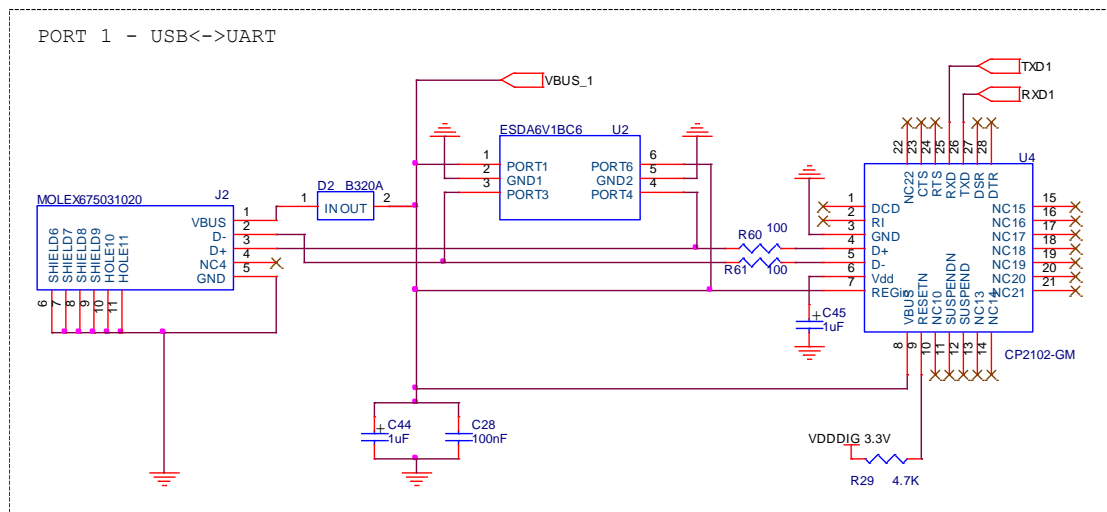 PORT 1 - USB<->UART
VBUS_1
TXD1
RXD1
ESDA6V1BC6 U2
1 PORT1 PORT6 6
2 GND1 GND2 5
3 PORT3 PORT4 4
D2 B320A
1 IN OUT 2
J2
MOLEX675031020
VBUS 1
D- 2
D+ 3
NC4 4
GND 5
SHIELD6 SHIELD7 SHIELD8 SHIELD9 HOLE10 HOLE11
6 7 8 9 10 11
R60 100
R61 100
U4
22 23 24 25 26 27 28
NC22 CTS RTS RXD TXD DSR DTR
1 DCD NC15 15
2 RI NC16 16
3 GND NC17 17
4 D+ NC18 18
5 D- NC19 19
6 Vdd NC20 20
7 REGin NC21 21
VBUS RESETN NC10 SUSPENDN SUSPEND NC13 NC14
8 9 10 11 12 13 14
CP2102-GM
+ C45
1uF
+ C44
1uF
C28
100nF
VDDDIG 3.3V
R29 4.7K